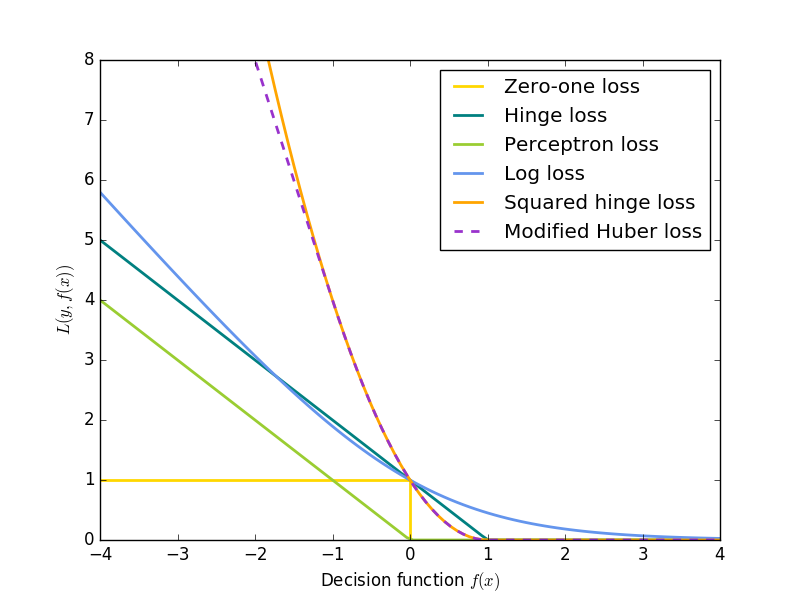 8
7
6
5
4
3
2
1
0
L(y, f(x))
Zero-one loss
Hinge loss
Perceptron loss
Log loss
Squared hinge loss
Modified Huber loss
−4 −3 −2 −1 0 1 2 3 4
Decision function f(x)